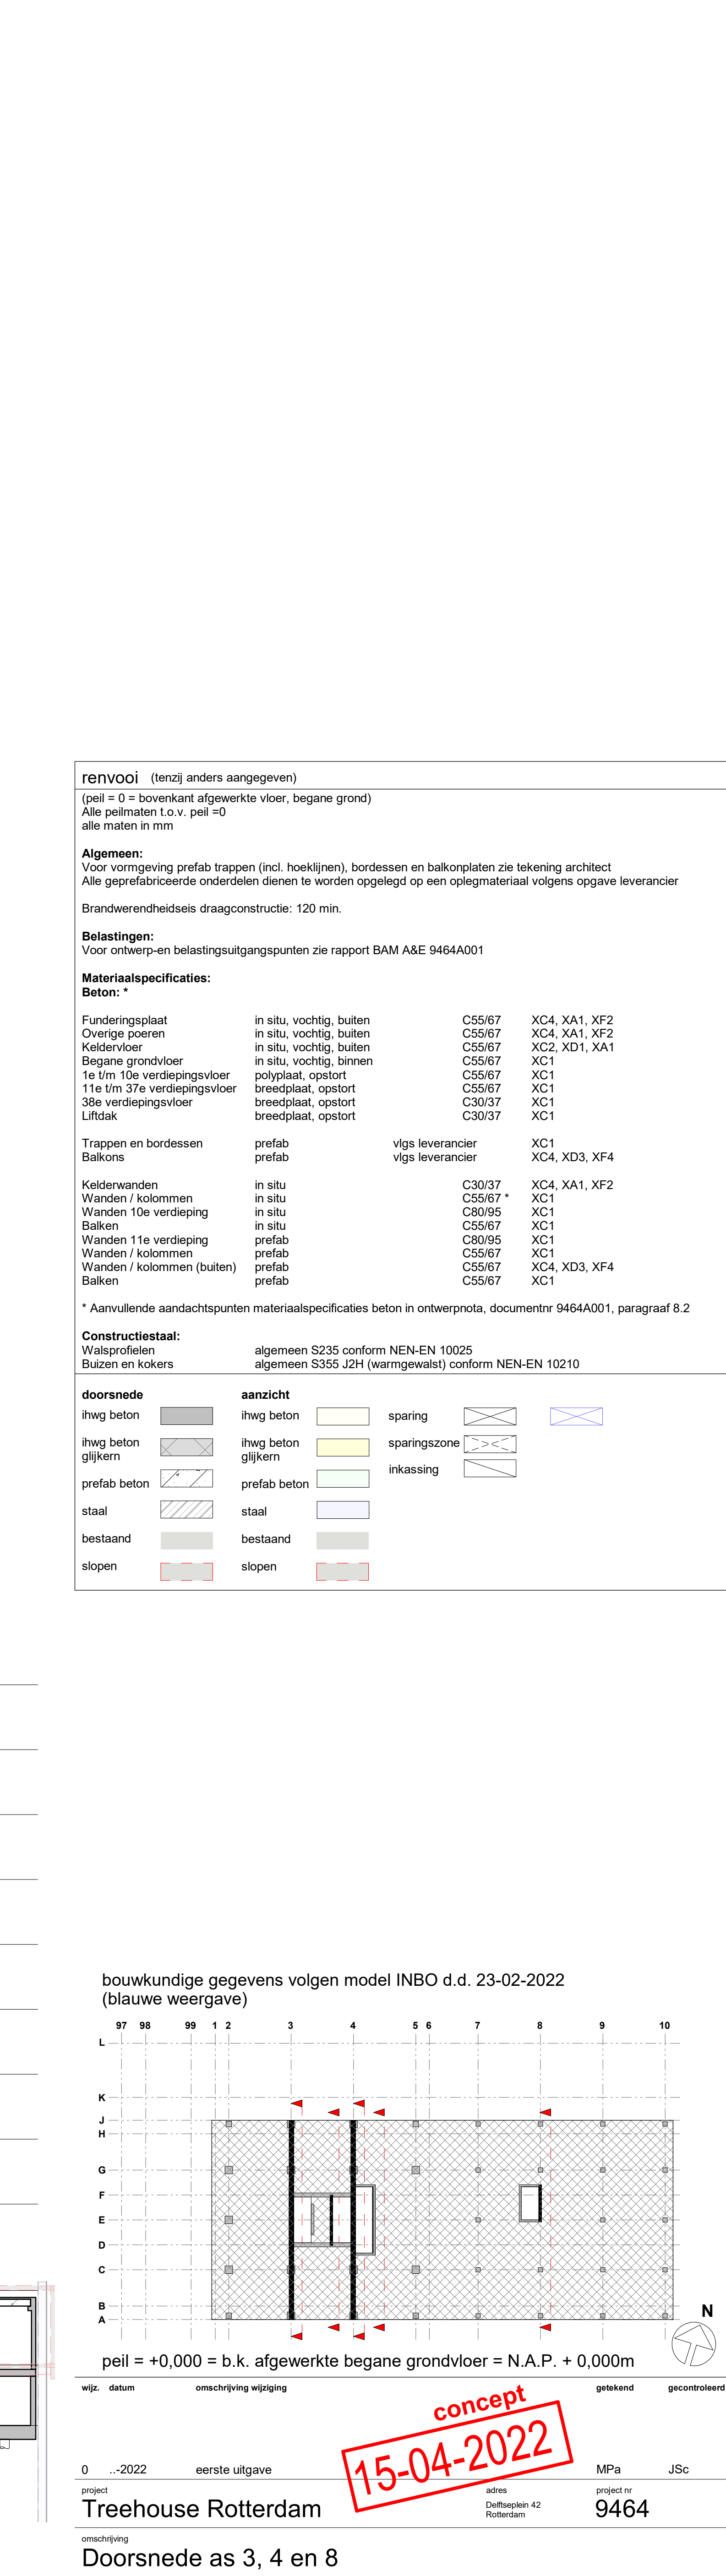 renvooi (tenzij anders aangegeven)
(peil = 0 = bovenkant afgewerkte vloer, begane grond)
Alle peilmaten t.o.v. peil =0
alle maten in mm
Algemeen:
Voor vormgeving prefab trappen (incl. hoeklijnen), bordessen en balkonplaten zie tekening architect
Alle geprefabriceerde onderdelen dienen te worden opgelegd op een oplegmateriaal volgens opgave leverancier
Brandwerendheidseis draagconstructie: 120 min.
Belastingen:
Voor ontwerp-en belastingsuitgangspunten zie rapport BAM A&E 9464A001
Materiaalspecificaties:
Beton: *
Funderingsplaat in situ, vochtig, buiten C55/67 XC4, XA1, XF2
Overige poeren in situ, vochtig, buiten C55/67 XC4, XA1, XF2
Keldervloer in situ, vochtig, buiten C55/67 XC2, XD1, XA1
Begane grondvloer in situ, vochtig, binnen C55/67 XC1
1e t/m 10e verdiepingsvloer polyplaat, opstort C55/67 XC1
11e t/m 37e verdiepingsvloer breedplaat, opstort C55/67 XC1
38e verdiepingsvloer breedplaat, opstort C30/37 XC1
Liftdak breedplaat, opstort C30/37 XC1
Trappen en bordessen prefab vlgs leverancier XC1
Balkons prefab vlgs leverancier XC4, XD3, XF4
Kelderwanden in situ C30/37 XC4, XA1, XF2
Wanden / kolommen in situ C55/67 * XC1
Wanden 10e verdieping in situ C80/95 XC1
Balken in situ C55/67 XC1
Wanden 11e verdieping prefab C80/95 XC1
Wanden / kolommen prefab C55/67 XC1
Wanden / kolommen (buiten) prefab C55/67 XC4, XD3, XF4
Balken prefab C55/67 XC1
* Aanvullende aandachtspunten materiaalspecificaties beton in ontwerpnota, documentnr 9464A001, paragraaf 8.2
Constructiestaal:
Walsprofielen algemeen S235 conform NEN-EN 10025
Buizen en kokers algemeen S355 J2H (warmgewalst) conform NEN-EN 10210
doorsnede aanzicht
ihwg beton ihwg beton sparing
ihwg beton ihwg beton sparingszone
glijkern glijkern
inkassing
prefab beton prefab beton
staal staal
bestaand bestaand
slopen slopen
bouwkundige gegevens volgen model INBO d.d. 23-02-2022
(blauwe weergave)
97 98 99 1 2 3 4 5 6 7 8 9 10
L
K
J
H
G
F
E
D
C
B
A
N
peil = +0,000 = b.k. afgewerkte begane grondvloer = N.A.P. + 0,000m
wijz. datum omschrijving wijziging getekend gecontroleerd
concept
15-04-2022
0 ..-2022 eerste uitgave MPa JSc
project adres project nr
Treehouse Rotterdam Delftseplein 42 9464
Rotterdam
omschrijving
Doorsnede as 3, 4 en 8